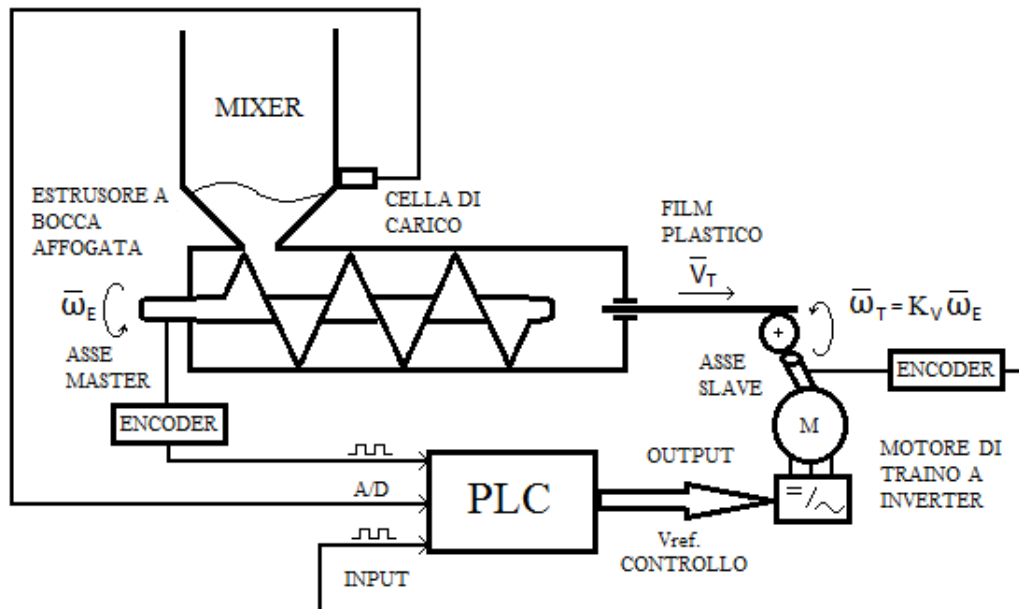 MIXER
ESTRUSORE A
BOCCA
AFFOGATA
CELLA DI
CARICO
FILM
PLASTICO
V̅T
ω̅E
ω̅T = KV ω̅E
ASSE
MASTER
ASSE
SLAVE
ENCODER
ENCODER
M
A/D
PLC
OUTPUT
= / ~
MOTORE DI
TRAINO A
INVERTER
Vref.
CONTROLLO
INPUT